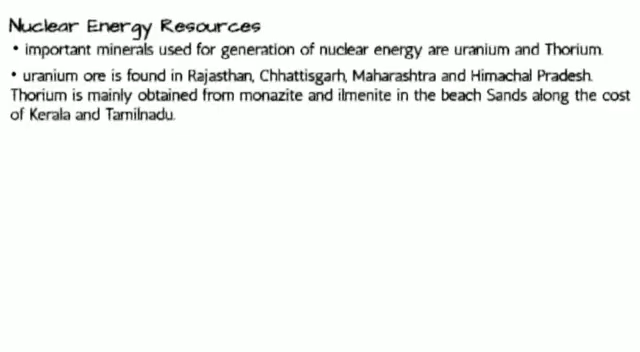 Nuclear Energy Resources
• important minerals used for generation of nuclear energy are uranium and Thorium.
• uranium ore is found in Rajasthan, Chhattisgarh, Maharashtra and Himachal Pradesh.
Thorium is mainly obtained from monazite and ilmenite in the beach Sands along the cost
of Kerala and Tamilnadu.